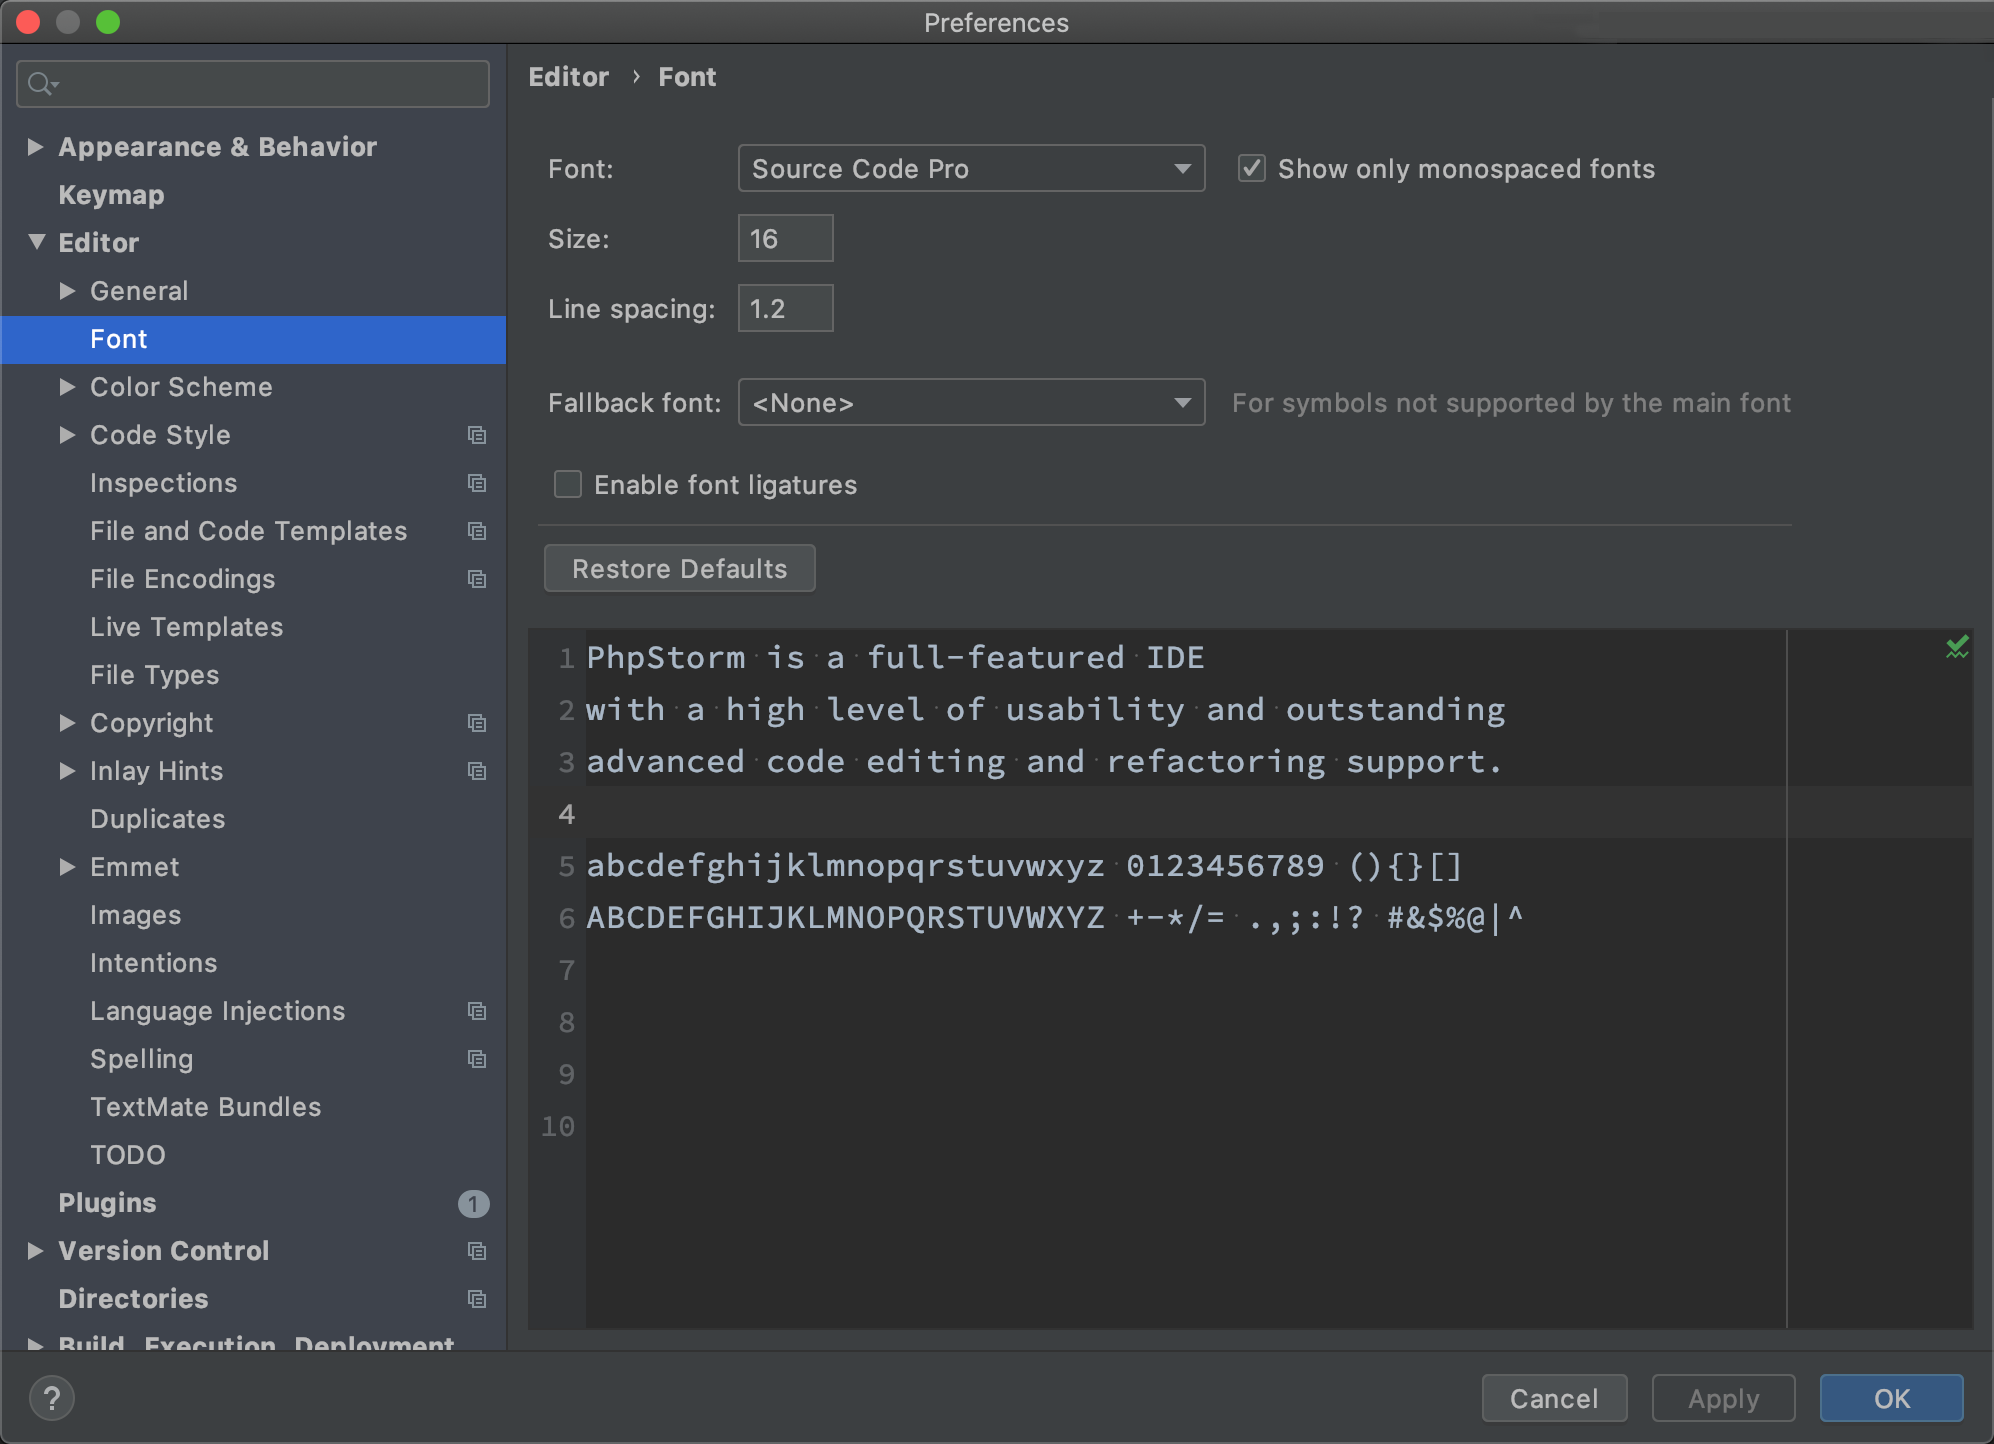 Preferences
Appearance & Behavior
Keymap
Editor
General
Font
Color Scheme
Code Style
Inspections
File and Code Templates
File Encodings
Live Templates
File Types
Copyright
Inlay Hints
Duplicates
Emmet
Images
Intentions
Language Injections
Spelling
TextMate Bundles
TODO
Plugins 1
Version Control
Directories
Build, Execution, Deployment
Editor › Font
Font: Source Code Pro Show only monospaced fonts
Size: 16
Line spacing: 1.2
Fallback font: <None> For symbols not supported by the main font
Enable font ligatures
Restore Defaults
1 PhpStorm is a full-featured IDE
2 with a high level of usability and outstanding
3 advanced code editing and refactoring support.
4
5 abcdefghijklmnopqrstuvwxyz 0123456789 (){}[]
6 ABCDEFGHIJKLMNOPQRSTUVWXYZ +-*/= .,;:!? #&$%@|^
7
8
9
10
? Cancel Apply OK